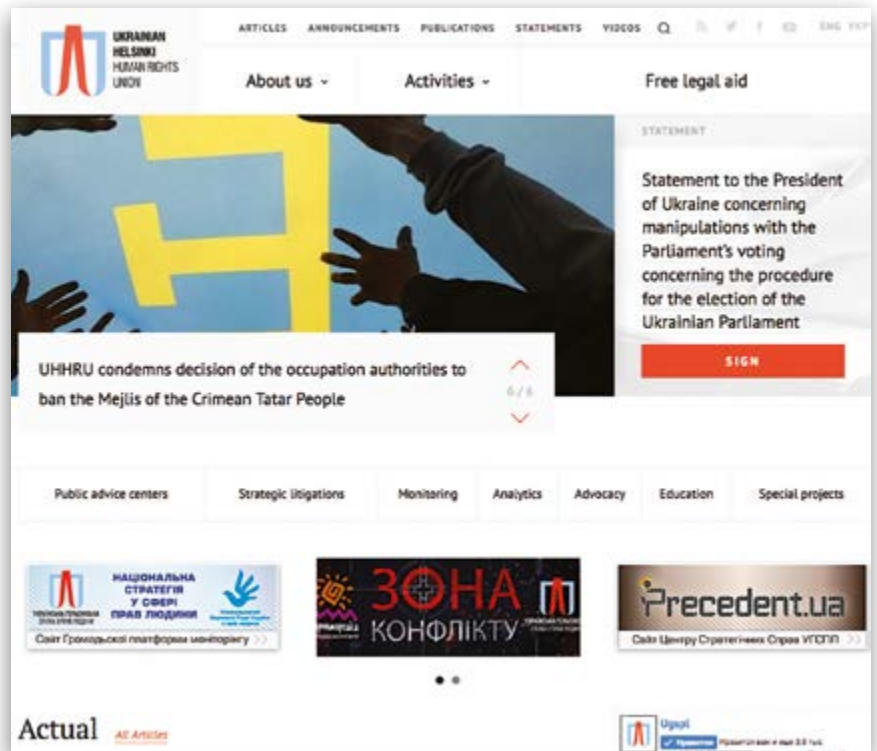 UKRAINIAN
HELSINKI
HUMAN RIGHTS
UNION
ARTICLES ANNOUNCEMENTS PUBLICATIONS STATEMENTS VIDEOS
ENG УКР
About us
Activities
Free legal aid
STATEMENT
Statement to the President
of Ukraine concerning
manipulations with the
Parliament's voting
concerning the procedure
for the election of the
Ukrainian Parliament
SIGN
UHHRU condemns decision of the occupation authorities to
ban the Mejlis of the Crimean Tatar People
6 / 6
Public advice centers
Strategic litigations
Monitoring
Analytics
Advocacy
Education
Special projects
НАЦІОНАЛЬНА
СТРАТЕГІЯ
У СФЕРІ
ПРАВ ЛЮДИНИ
Сайт Громадської платформи моніторингу >>
ЗОНА
КОНФЛІКТУ
Precedent.ua
Сайт Центру Стратегічних Справ УГСПЛ >>
Actual All Articles
Ugspl